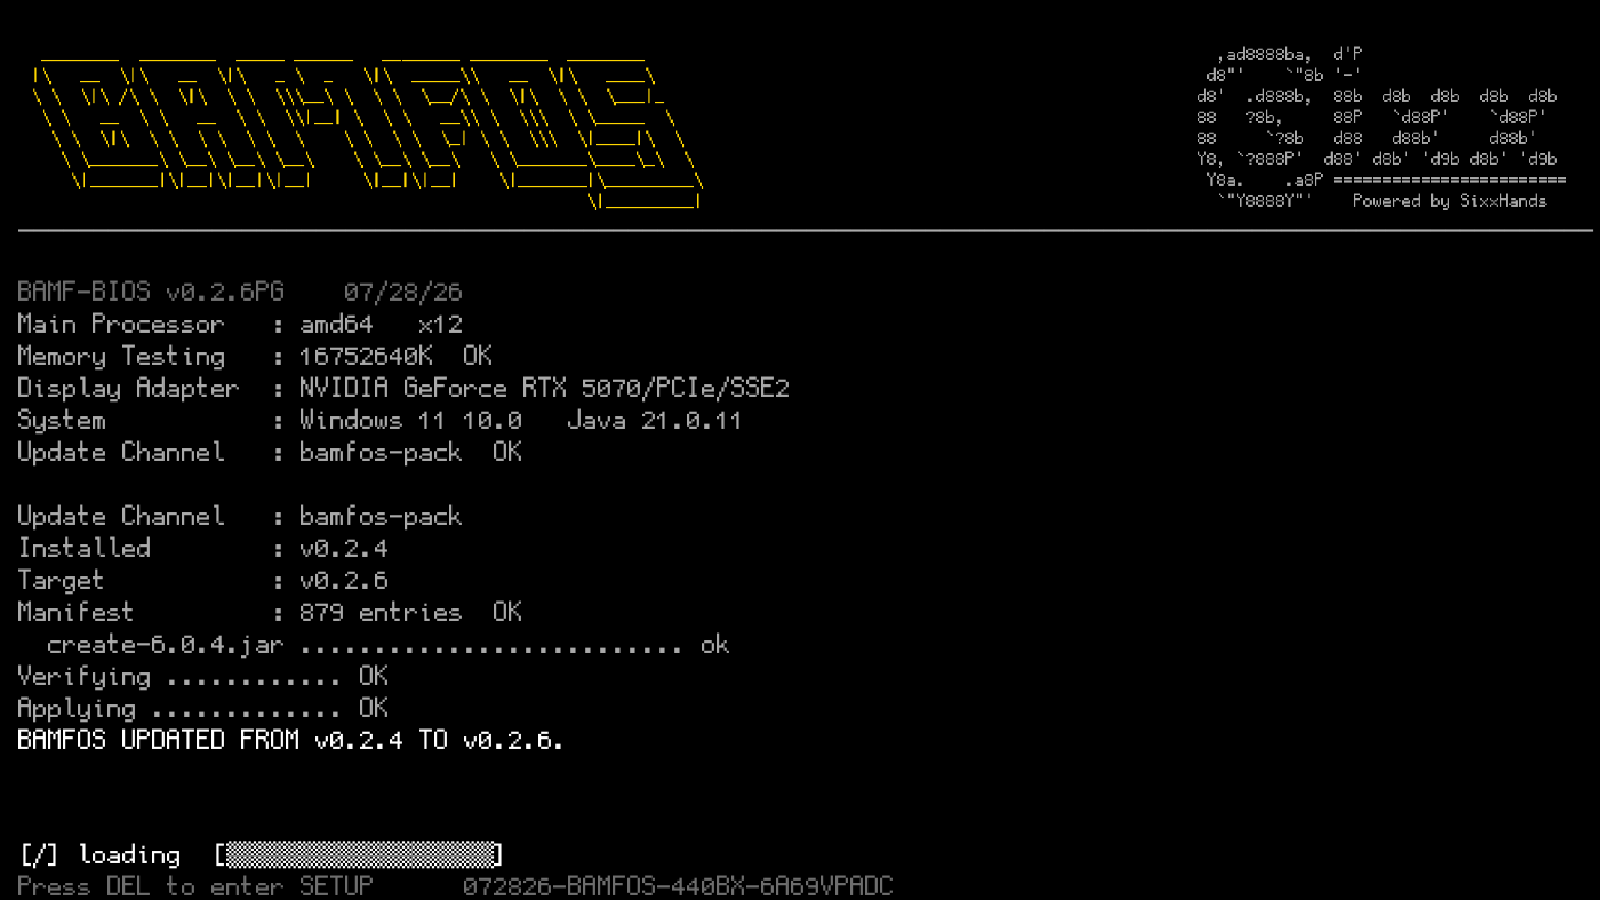 BAMFOS
Sixx
Powered by SixxHands
BAMF-BIOS v0.2.6PG    07/28/26
Main Processor   : amd64   x12
Memory Testing   : 16752640K  OK
Display Adapter  : NVIDIA GeForce RTX 5070/PCIe/SSE2
System           : Windows 11 10.0   Java 21.0.11
Update Channel   : bamfos-pack  OK
Update Channel   : bamfos-pack
Installed        : v0.2.4
Target           : v0.2.6
Manifest         : 879 entries  OK
  create-6.0.4.jar .......................... ok
Verifying ............ OK
Applying ............. OK
BAMFOS UPDATED FROM v0.2.4 TO v0.2.6.
[/] loading  [▒▒▒▒▒▒▒▒▒▒▒▒▒▒▒▒▒▒]
Press DEL to enter SETUP      072826-BAMFOS-440BX-6A69VPADC